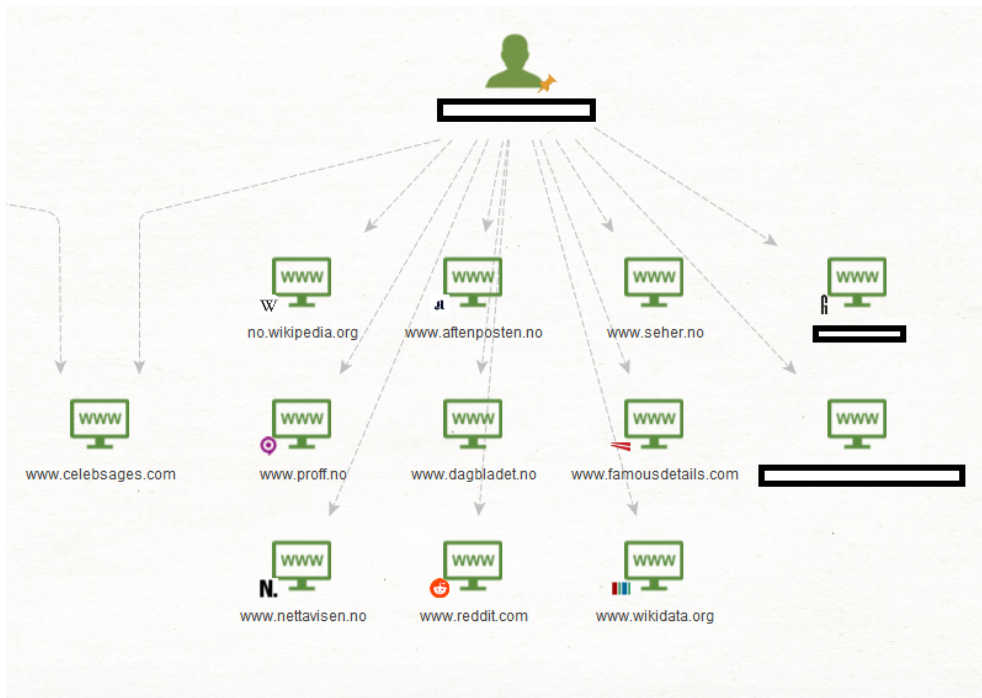 WWW
WWW
WWW
WWW
W
no.wikipedia.org
www.aftenposten.no
www.seher.no
WWW
WWW
WWW
WWW
WWW
www.celebsages.com
www.proff.no
www.dagbladet.no
www.famousdetails.com
WWW
WWW
WWW
N.
www.nettavisen.no
www.reddit.com
www.wikidata.org